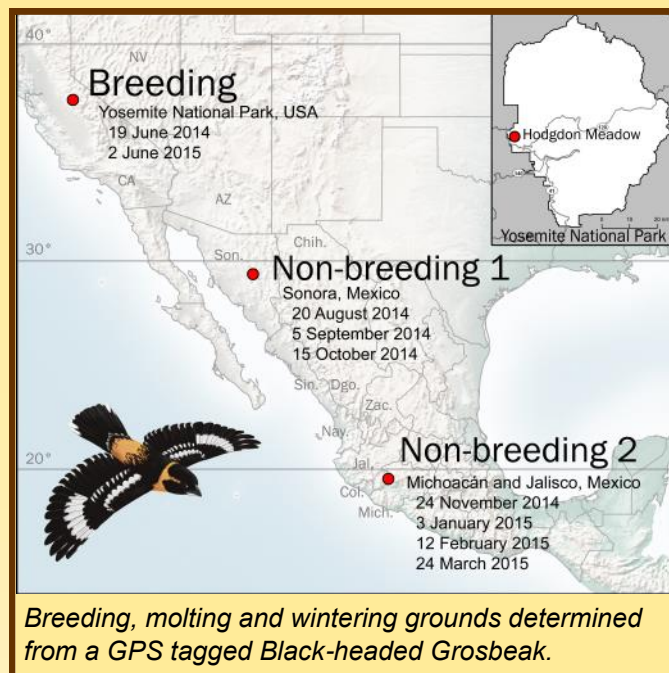 40°
NV
Breeding
Yosemite National Park, USA
19 June 2014
2 June 2015
CA
AZ
Hodgdon Meadow
Yosemite National Park
30°
Son.
Chih.
Non-breeding 1
Sonora, Mexico
20 August 2014
5 September 2014
15 October 2014
Sin.
Dgo.
Zac.
Nay.
20°
Jal.
Col.
Mich.
Non-breeding 2
Michoacán and Jalisco, Mexico
24 November 2014
3 January 2015
12 February 2015
24 March 2015
Breeding, molting and wintering grounds determined
from a GPS tagged Black-headed Grosbeak.